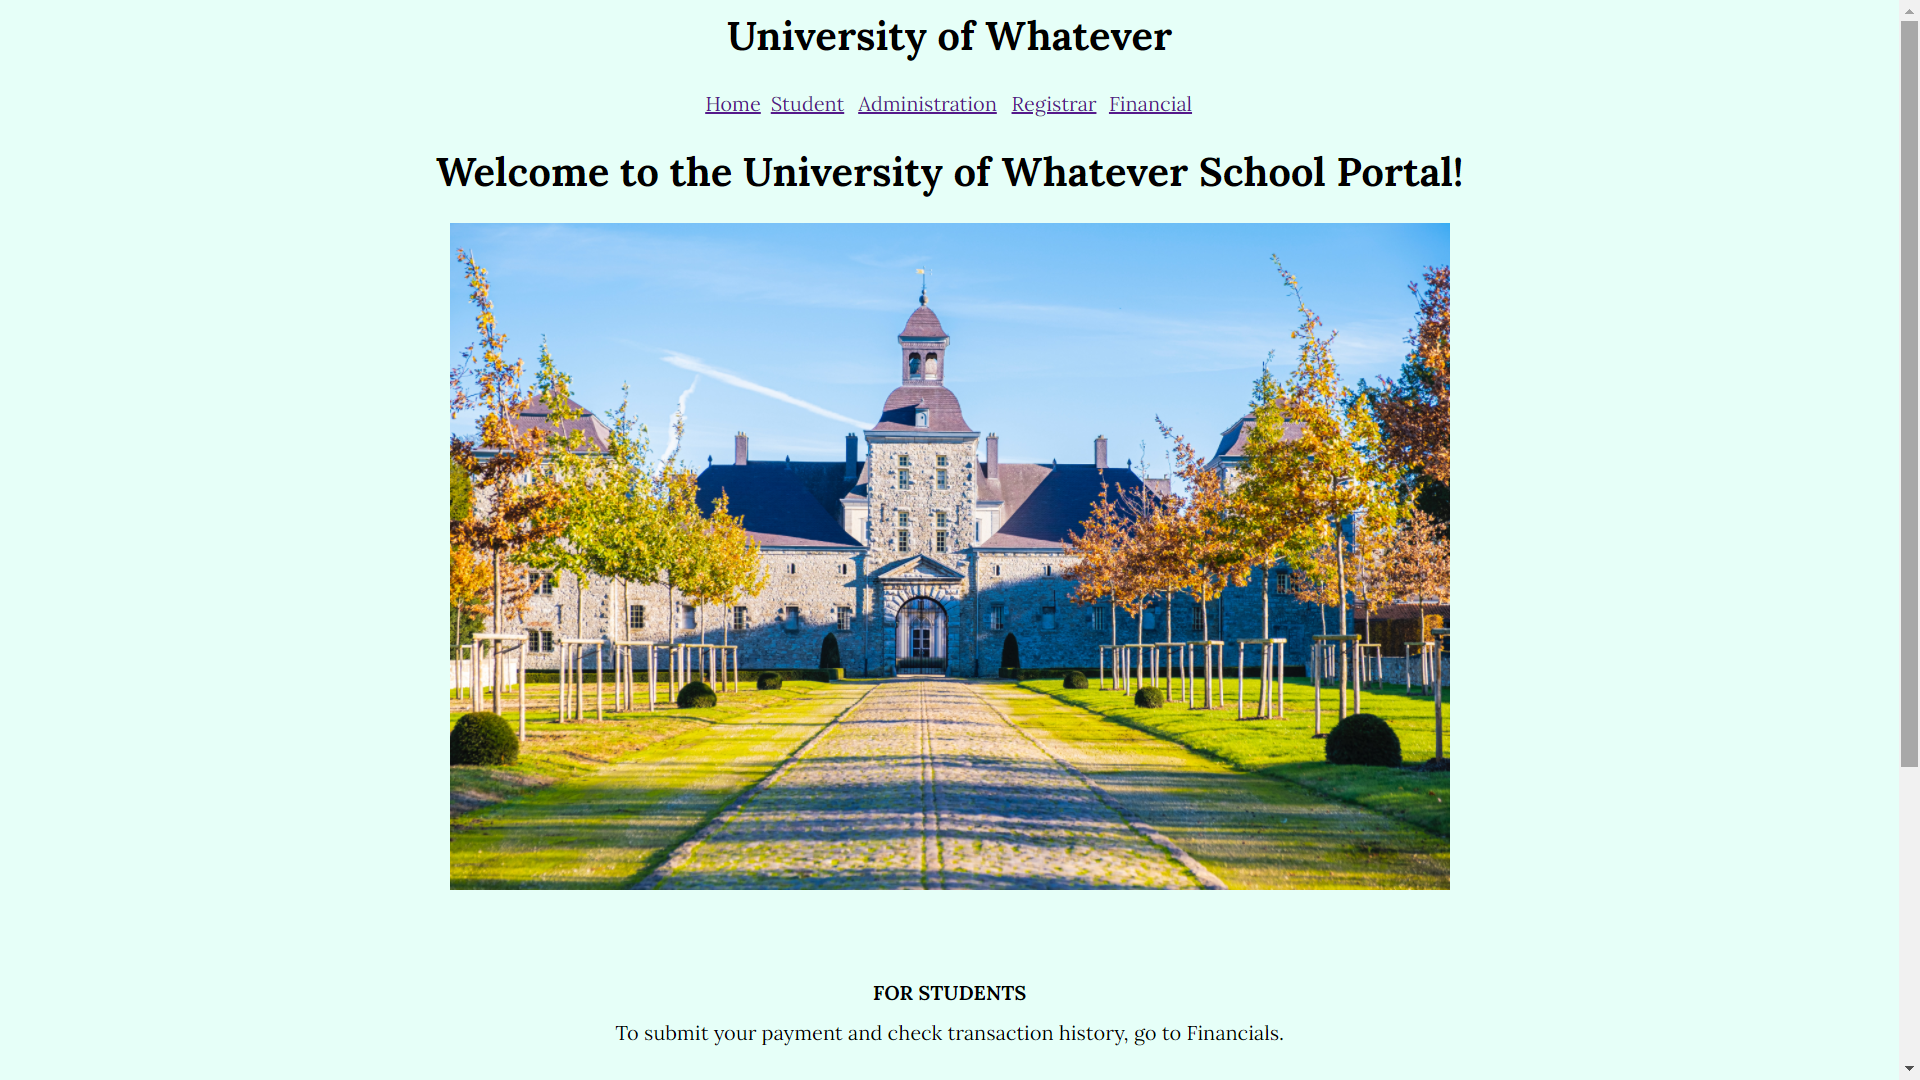 University of Whatever
Home Student Administration Registrar Financial
Welcome to the University of Whatever School Portal!
FOR STUDENTS
To submit your payment and check transaction history, go to Financials.